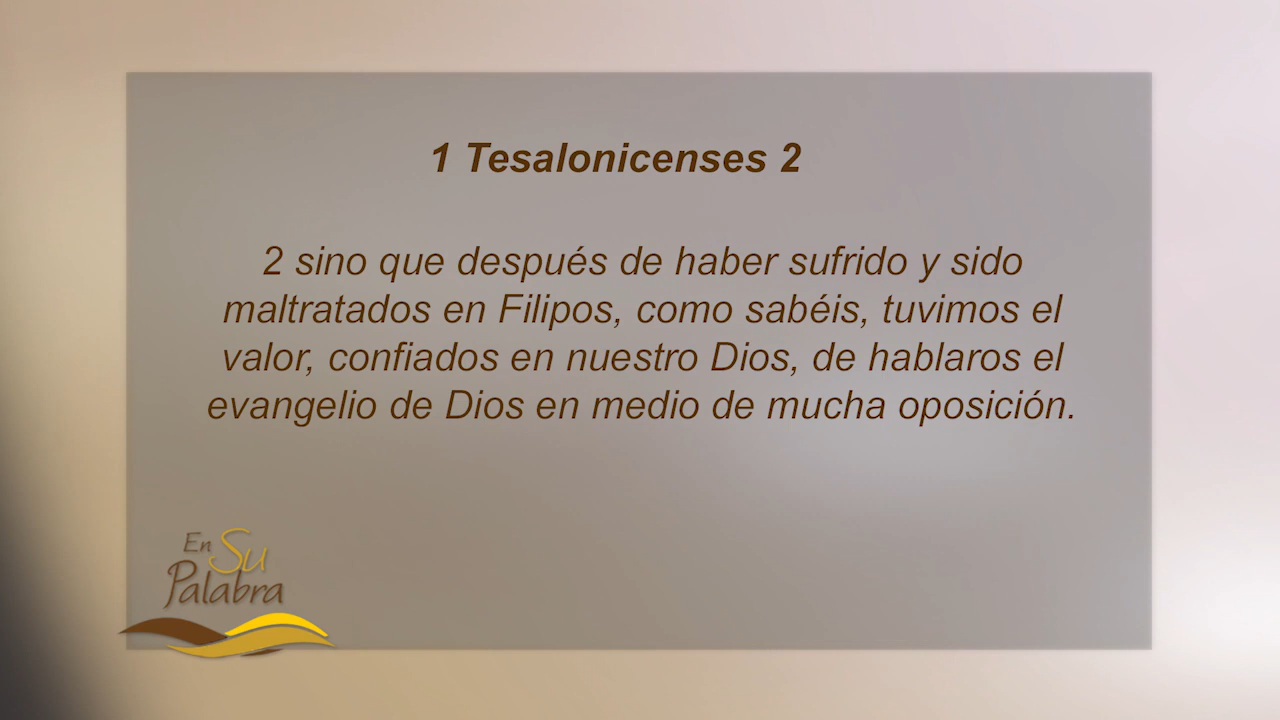 1 Tesalonicenses 2
2 sino que después de haber sufrido y sido
maltratados en Filipos, como sabéis, tuvimos el
valor, confiados en nuestro Dios, de hablaros el
evangelio de Dios en medio de mucha oposición.
En Su
Palabra